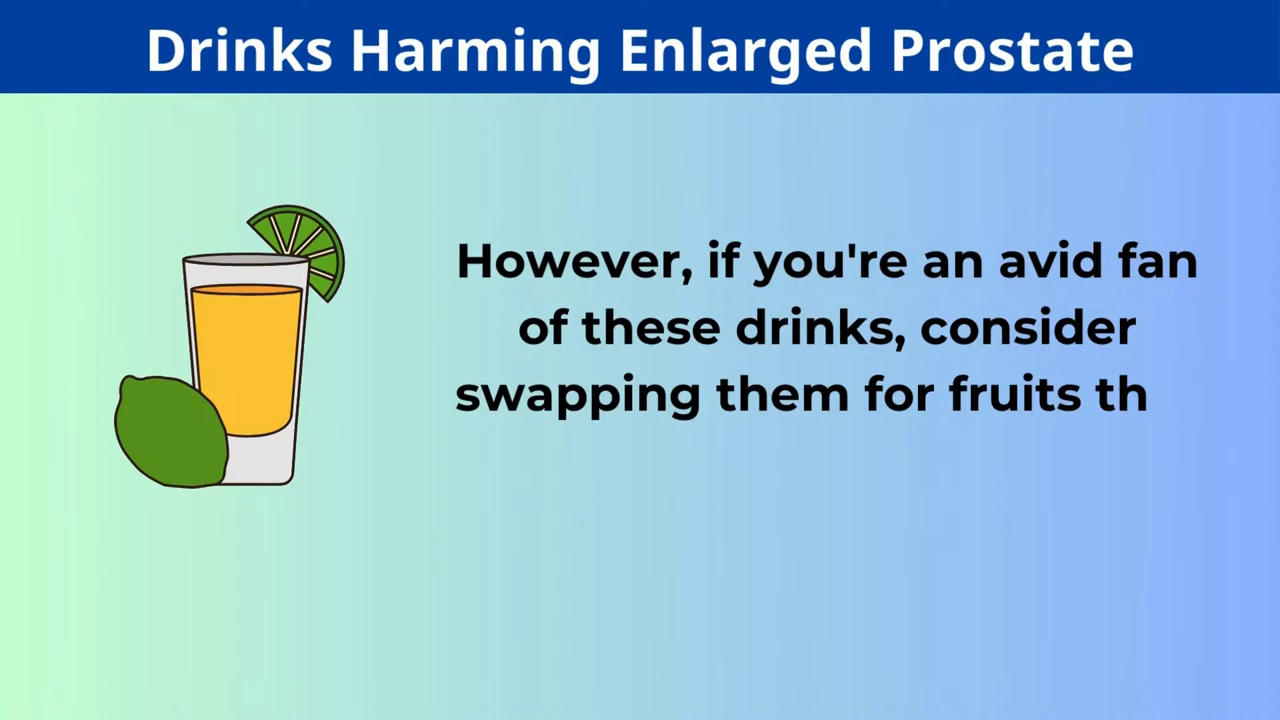 Drinks Harming Enlarged Prostate
However, if you're an avid fan
of these drinks, consider
swapping them for fruits th